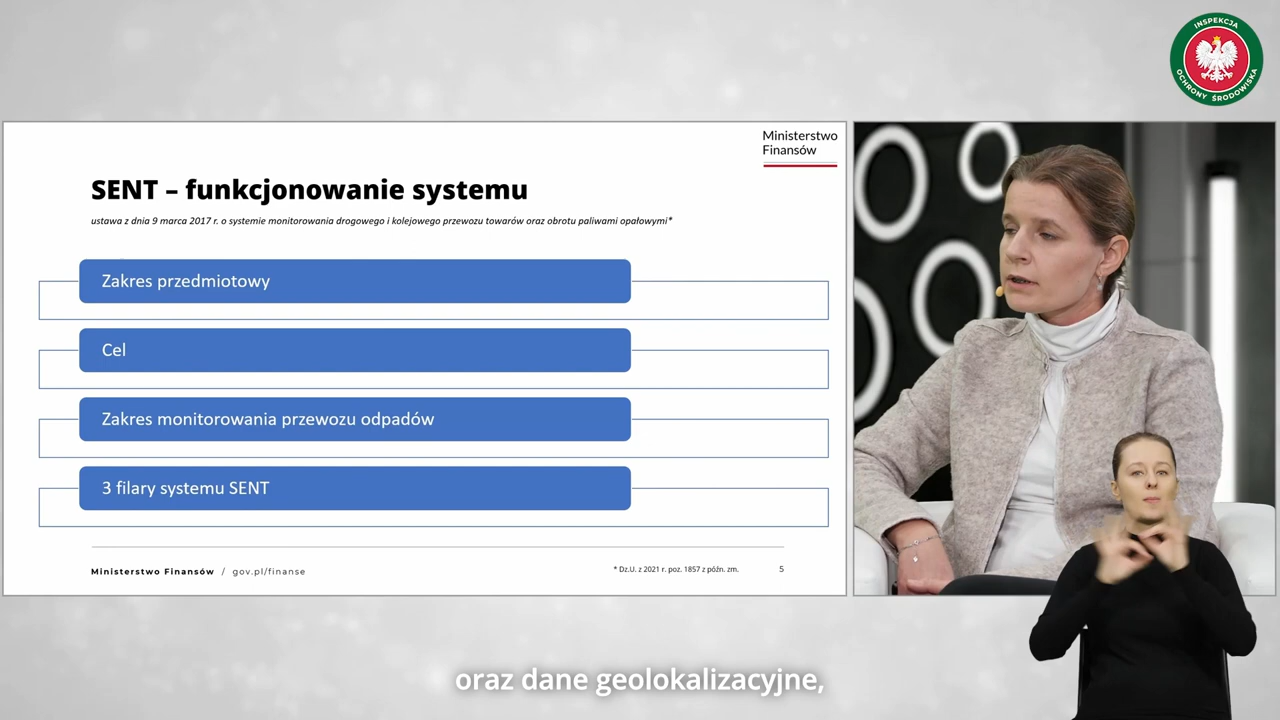 INSPEKCJA
OCHRONY ŚRODOWISKA
Ministerstwo
Finansów
SENT – funkcjonowanie systemu
ustawa z dnia 9 marca 2017 r. o systemie monitorowania drogowego i kolejowego przewozu towarów oraz obrotu paliwami opałowymi*
Zakres przedmiotowy
Cel
Zakres monitorowania przewozu odpadów
3 filary systemu SENT
Ministerstwo Finansów / gov.pl/finanse
* Dz.U. z 2021 r. poz. 1857 z późn. zm.
5
oraz dane geolokalizacyjne,